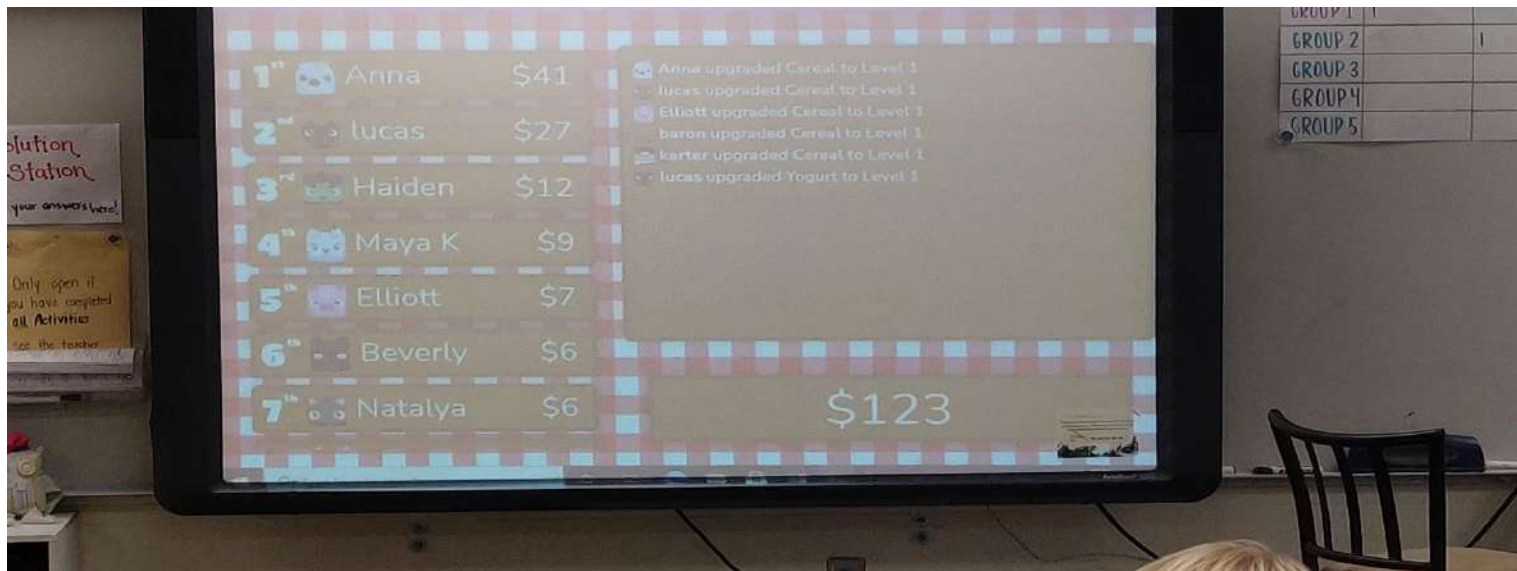 olution
Station
your answers here!
Only open if
you have completed
all Activities
see the teacher
1st Anna $41
2nd lucas $27
3rd Haiden $12
4th Maya K $9
5th Elliott $7
6th Beverly $6
7th Natalya $6
Anna upgraded Cereal to Level 1
lucas upgraded Cereal to Level 1
Elliott upgraded Cereal to Level 1
baron upgraded Cereal to Level 1
karter upgraded Cereal to Level 1
lucas upgraded Yogurt to Level 1
$123
GROUP 1
GROUP 2
GROUP 3
GROUP 4
GROUP 5